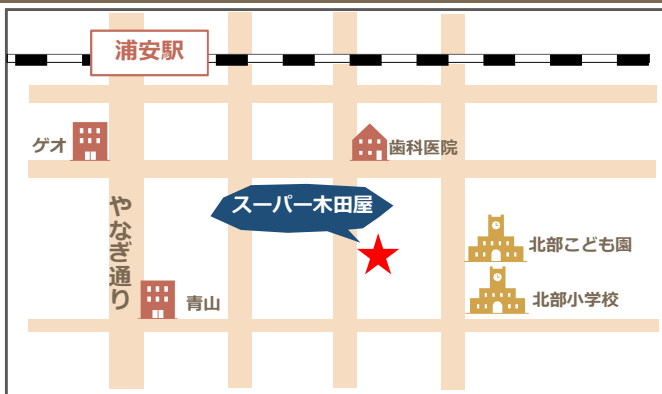 浦安駅
ゲオ
歯科医院
スーパー木田屋
やなぎ通り
北部こども園
北部小学校
青山